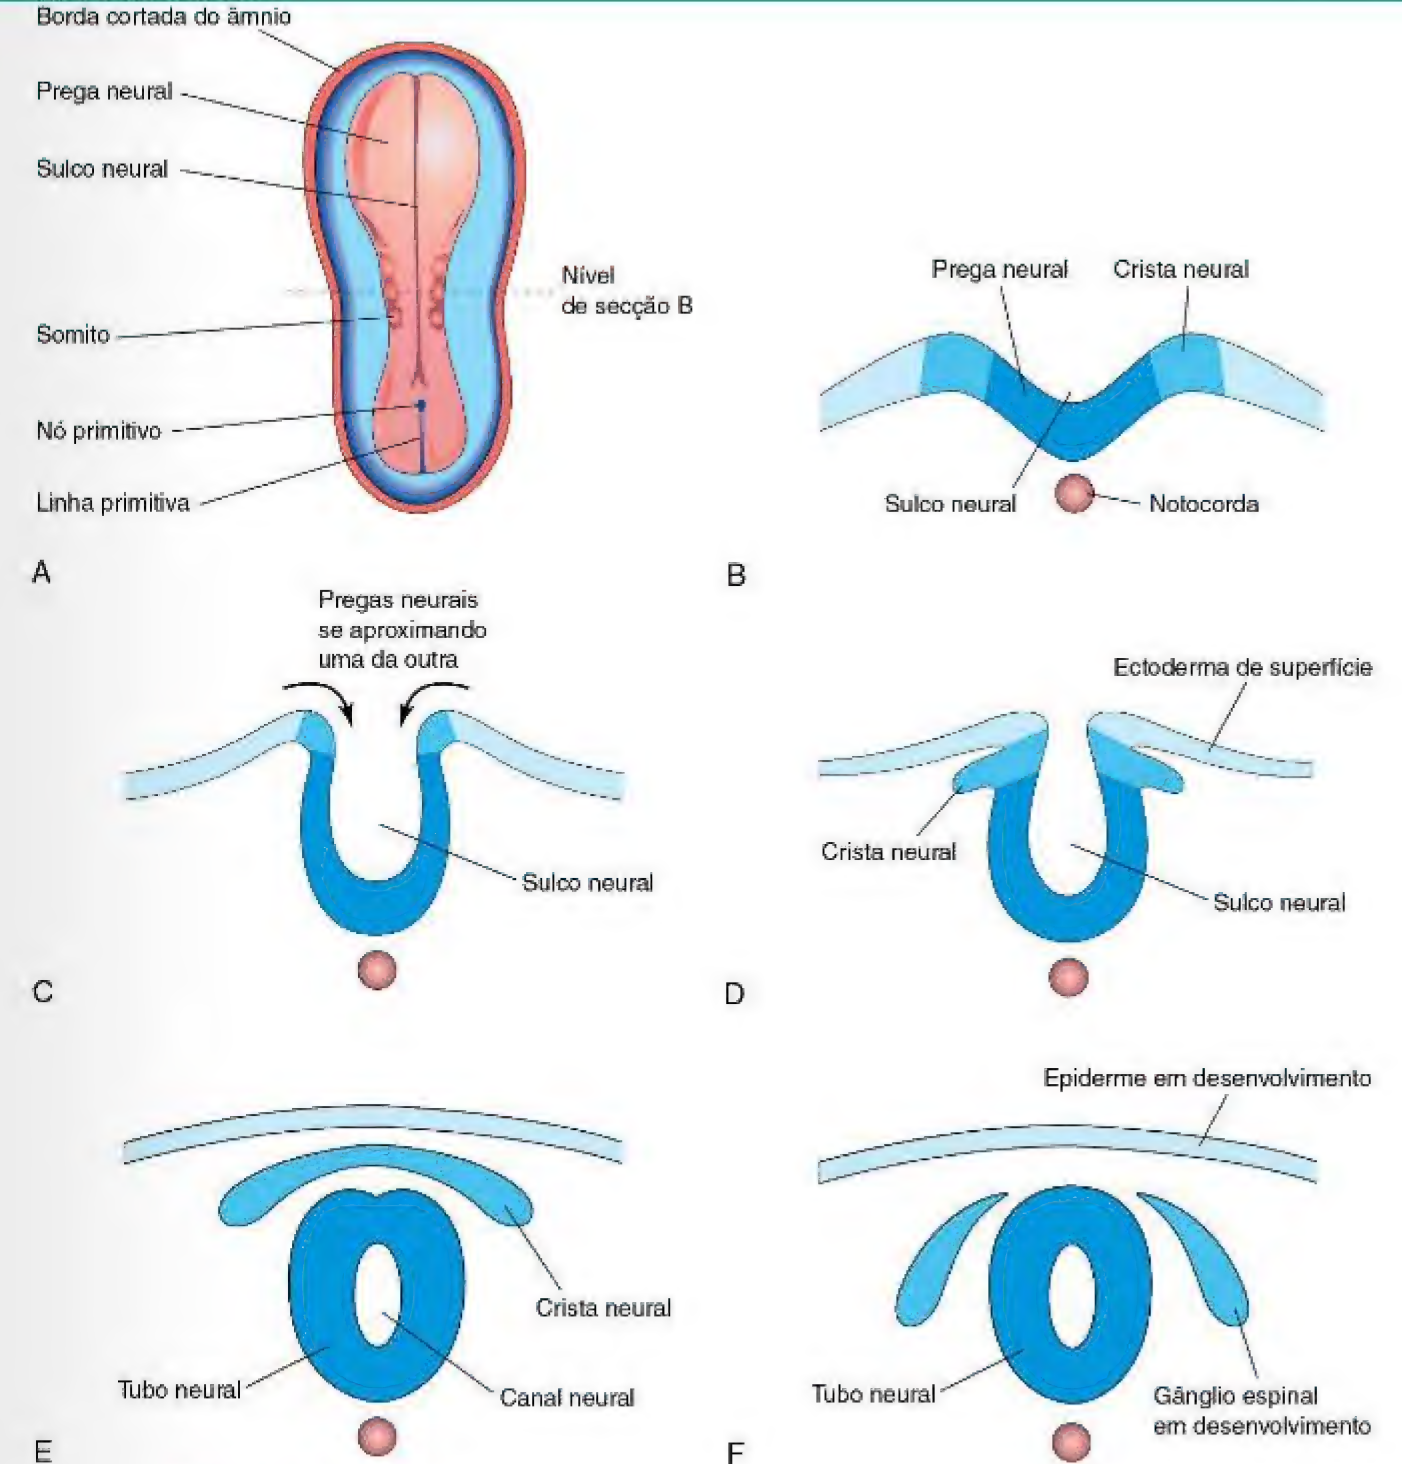 Borda cortada do âmnio
Prega neural
Sulco neural
Nível
de secção B
Somito
Nó primitivo
Linha primitiva
A
Prega neural
Crista neural
Sulco neural
Notocorda
B
Pregas neurais
se aproximando
uma da outra
Sulco neural
C
Ectoderma de superfície
Crista neural
Sulco neural
D
Crista neural
Tubo neural
Canal neural
E
Epiderme em desenvolvimento
Tubo neural
Gânglio espinal
em desenvolvimento
F